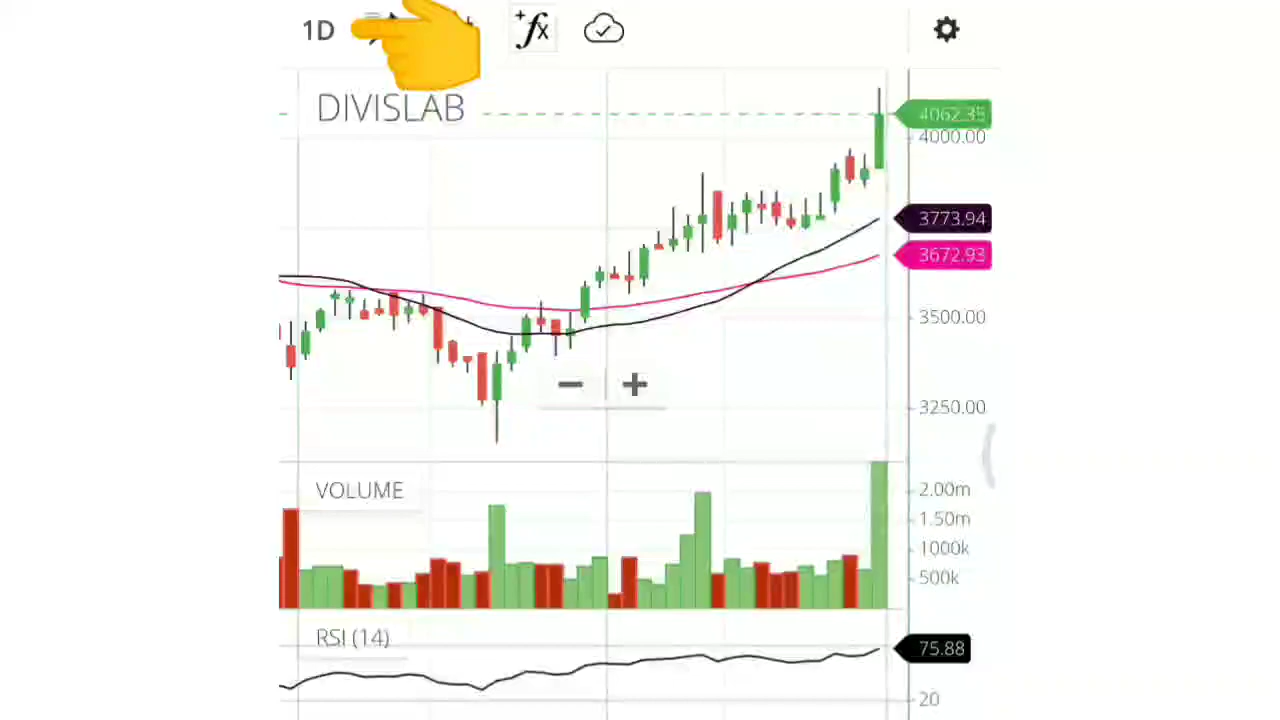 1D
fx
DIVISLAB
4062.35
4000.00
3773.94
3672.93
3500.00
3250.00
VOLUME
2.00m
1.50m
1000k
500k
RSI (14)
75.88
20